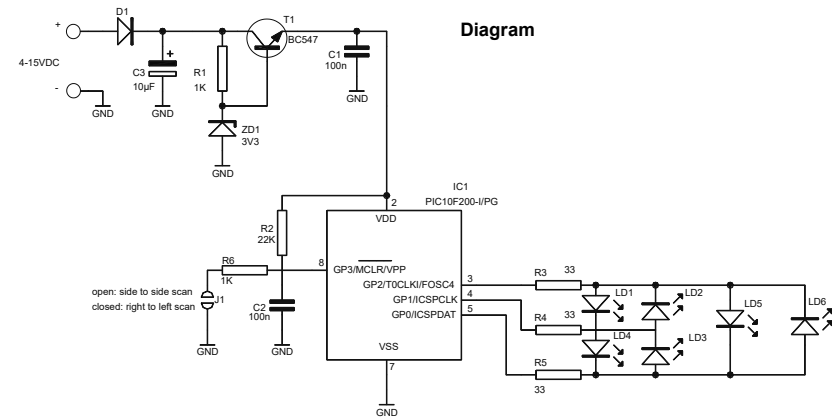 Diagram
D1
+
4-15VDC
-
GND
C3
10µF
GND
R1
1K
ZD1
3V3
GND
T1
BC547
C1
100n
GND
IC1
PIC10F200-I/PG
2
VDD
R2
22K
R6
1K
8
GP3/MCLR/VPP
GP2/T0CLKI/FOSC4
GP1/ICSPCLK
GP0/ICSPDAT
VSS
7
GND
open: side to side scan
closed: right to left scan
J1
GND
C2
100n
GND
3
4
5
R3
33
R4
33
R5
33
LD1
LD2
LD4
LD3
LD5
LD6